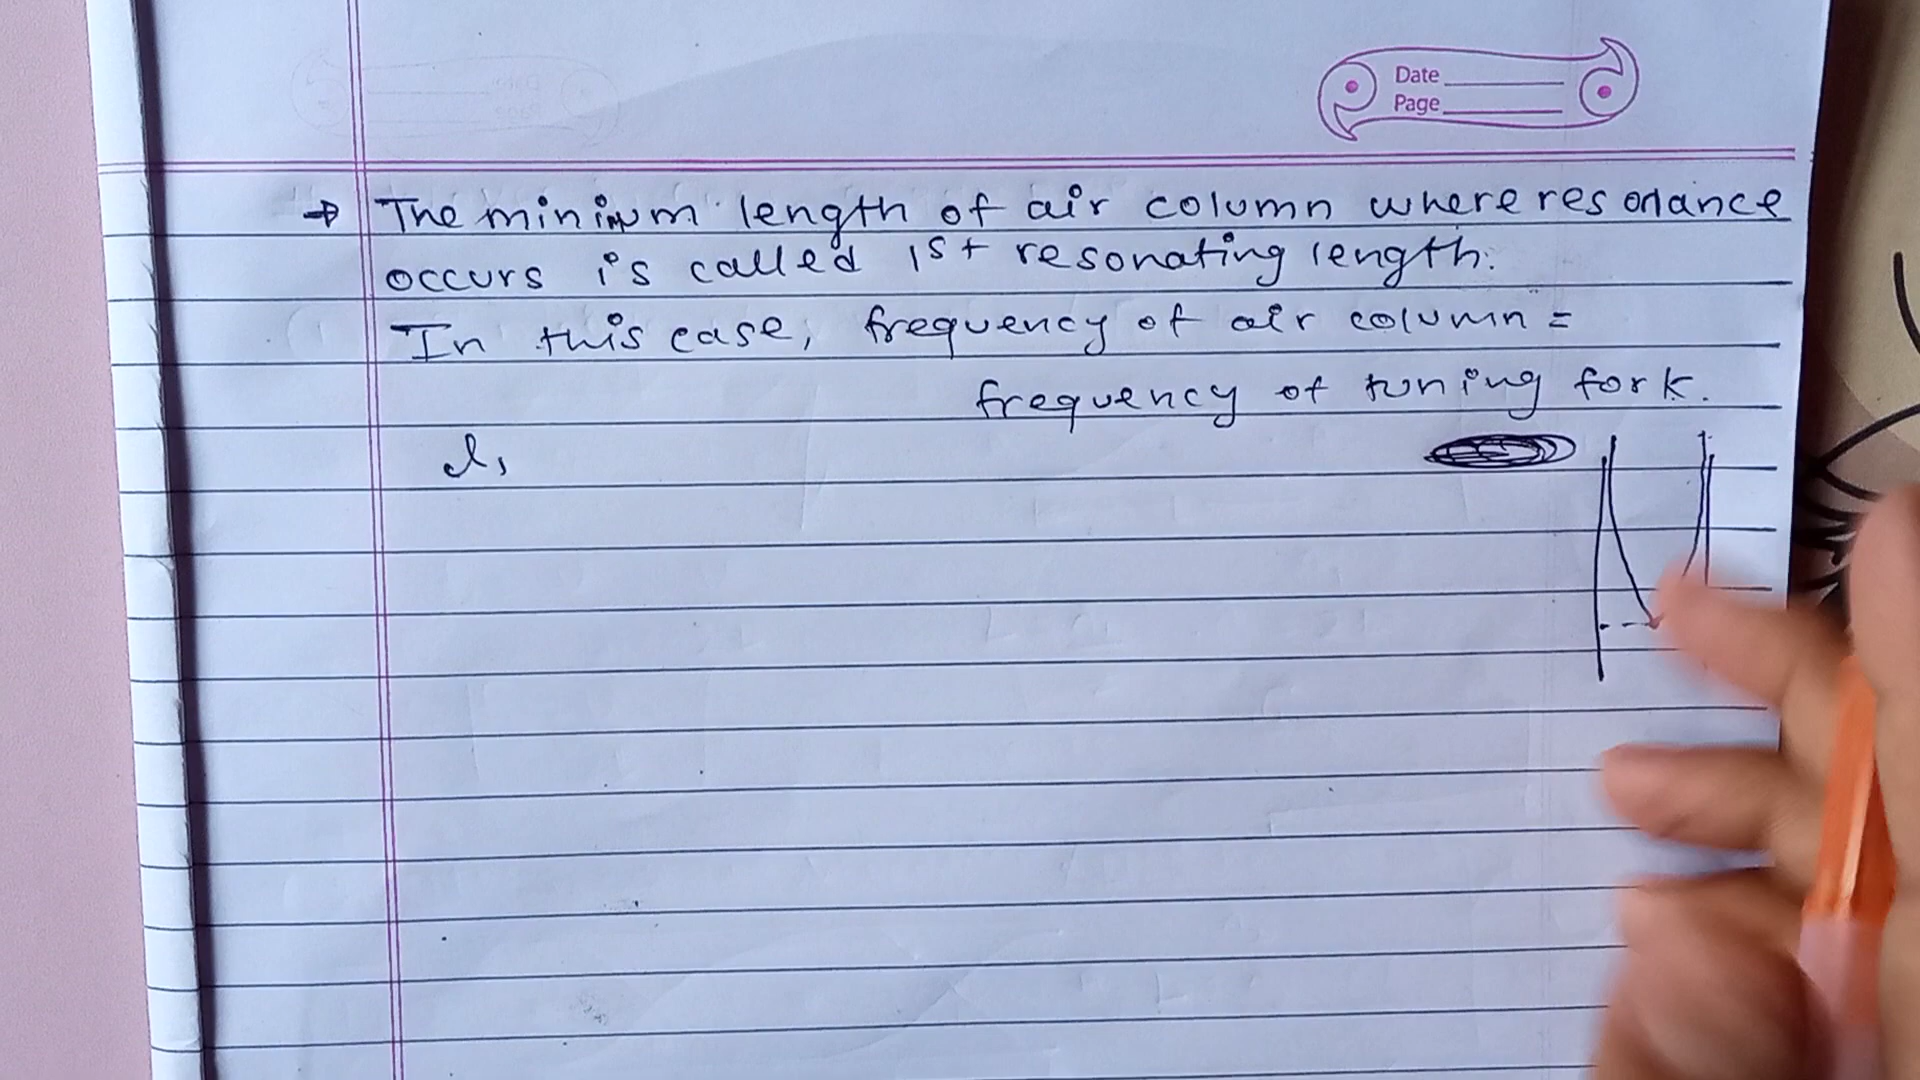 Date
Page
→ The minimum length of air column where resonance
occurs is called 1st resonating length.
In this case, frequency of air column =
frequency of tuning fork.
l₁